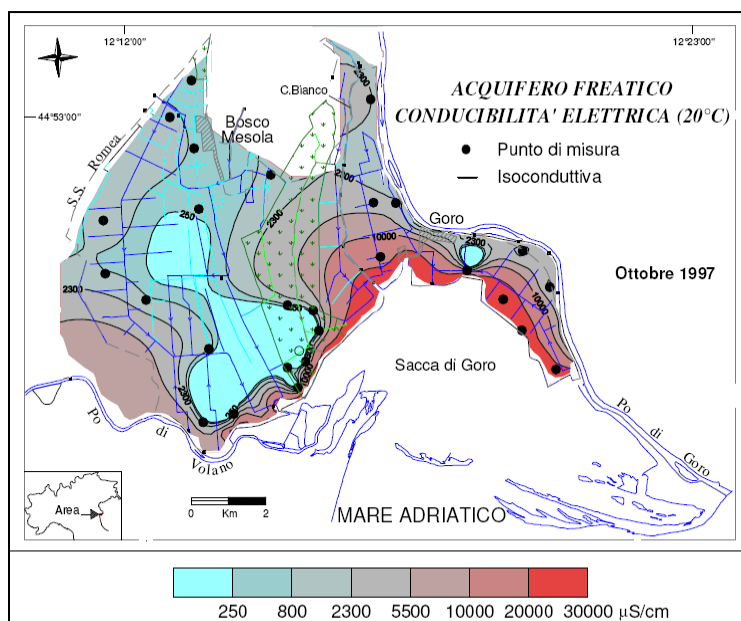 12°12'00"
12°23'00"
44°53'00"
ACQUIFERO FREATICO
CONDUCIBILITA' ELETTRICA (20°C)
Punto di misura
Isoconduttiva
Ottobre 1997
C.Bianco
Bosco
Mesola
S.S. Romea
Goro
Sacca di Goro
Po di Volano
Po di Goro
MARE ADRIATICO
Area
0 Km 2
2300
2300
250
2300
10000
2300
10000
2300
2300
250 800 2300 5500 10000 20000 30000 µS/cm